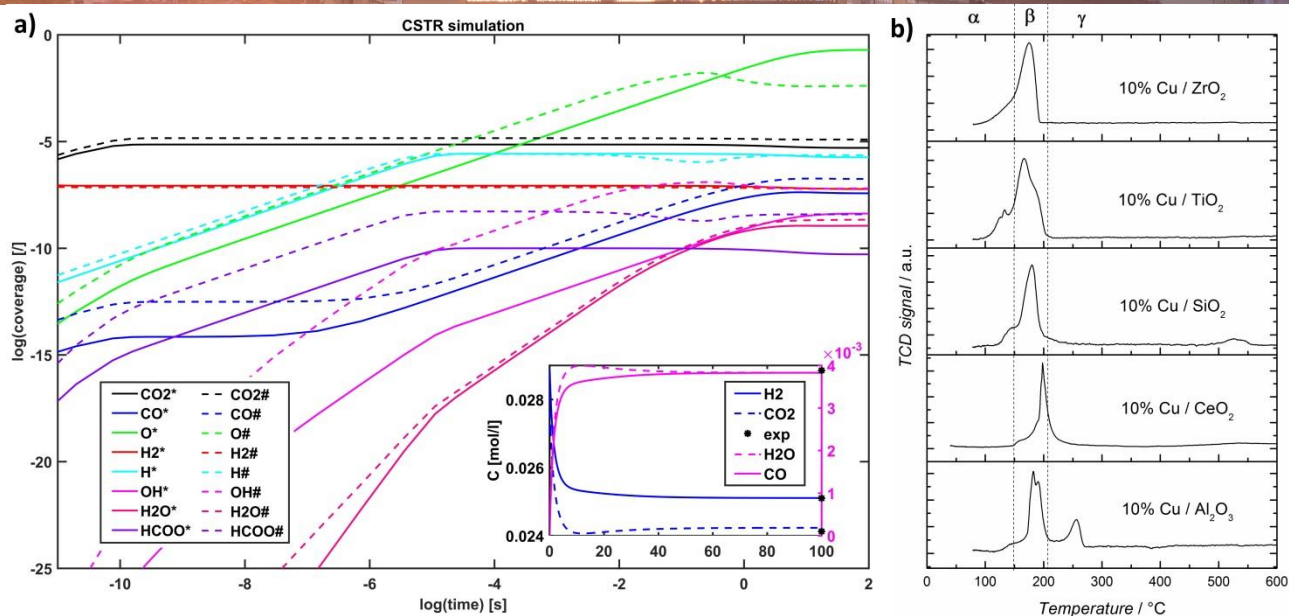 a)
CSTR simulation
log(coverage) [/]
0
-5
-10
-15
-20
-25
-10
-8
-6
-4
-2
0
2
log(time) [s]
CO2*
CO2#
CO*
CO#
O*
O#
H2*
H2#
H*
H#
OH*
OH#
H2O*
H2O#
HCOO*
HCOO#
C [mol/l]
0.028
0.026
0.024
0
20
40
60
80
100
×10⁻³
4
3
2
1
0
H2
CO2
exp
H2O
CO
b)
α
β
γ
TCD signal / a.u.
10% Cu / ZrO₂
10% Cu / TiO₂
10% Cu / SiO₂
10% Cu / CeO₂
10% Cu / Al₂O₃
0
100
200
300
400
500
600
Temperature / °C